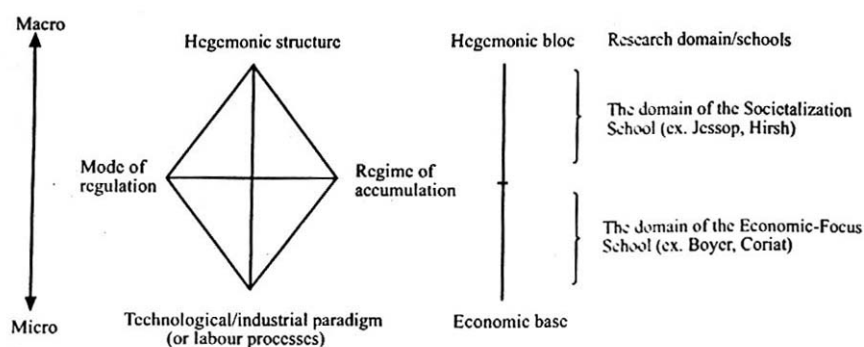 Macro
Hegemonic structure
Hegemonic bloc
Research domain/schools
The domain of the Societalization
School (ex. Jessop, Hirsh)
Mode of
regulation
Regime of
accumulation
The domain of the Economic-Focus
School (ex. Boyer, Coriat)
Micro
Technological/industrial paradigm
(or labour processes)
Economic base